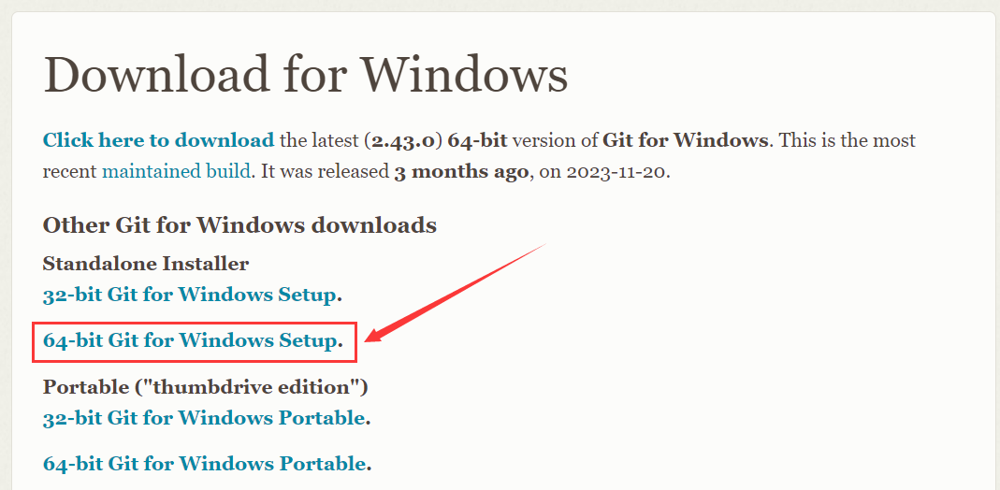 Download for Windows
Click here to download the latest (2.43.0) 64-bit version of Git for Windows. This is the most
recent maintained build. It was released 3 months ago, on 2023-11-20.
Other Git for Windows downloads
Standalone Installer
32-bit Git for Windows Setup.
64-bit Git for Windows Setup.
Portable ("thumbdrive edition")
32-bit Git for Windows Portable.
64-bit Git for Windows Portable.